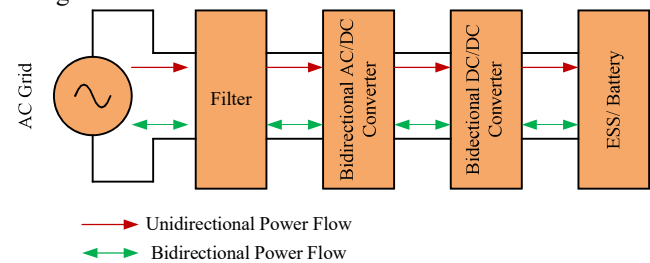 AC Grid
Filter
Bidirectional AC/DC
Converter
Bidectional DC/DC
Converter
ESS/ Battery
Unidirectional Power Flow
Bidirectional Power Flow